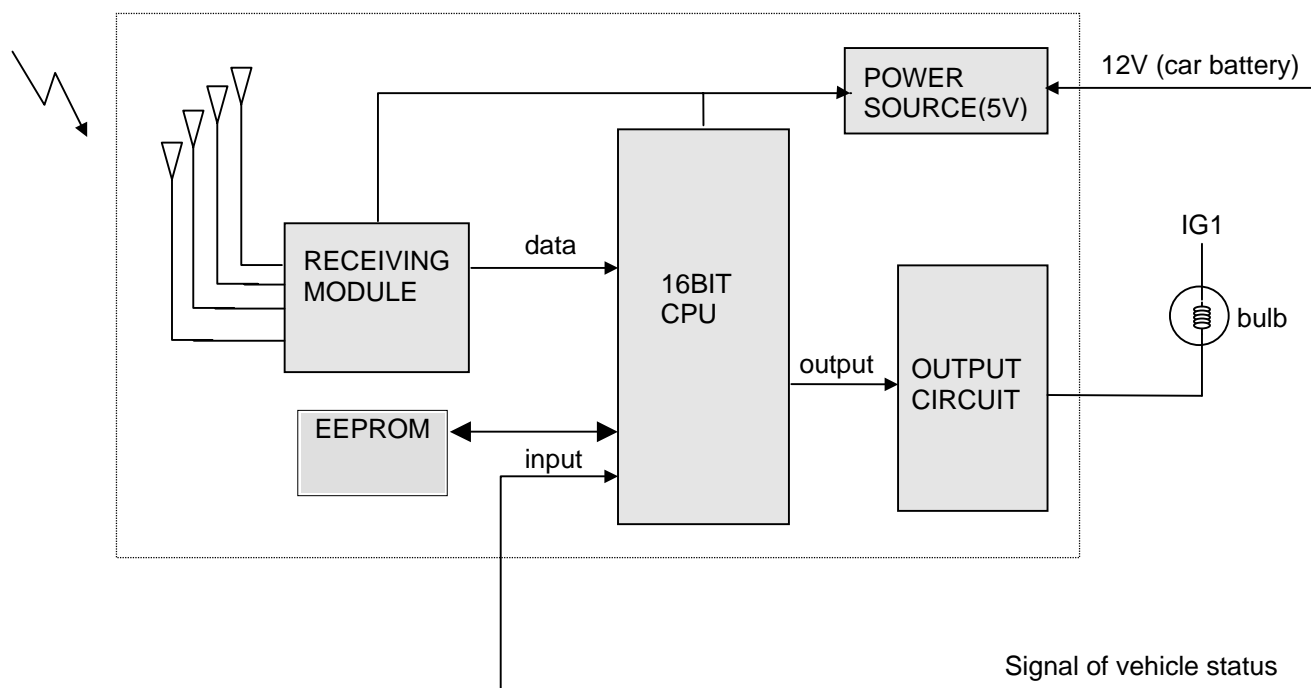 12V (car battery)
POWER
SOURCE(5V)
IG1
data
RECEIVING
MODULE
16BIT
CPU
bulb
output
OUTPUT
CIRCUIT
EEPROM
input
Signal of vehicle status